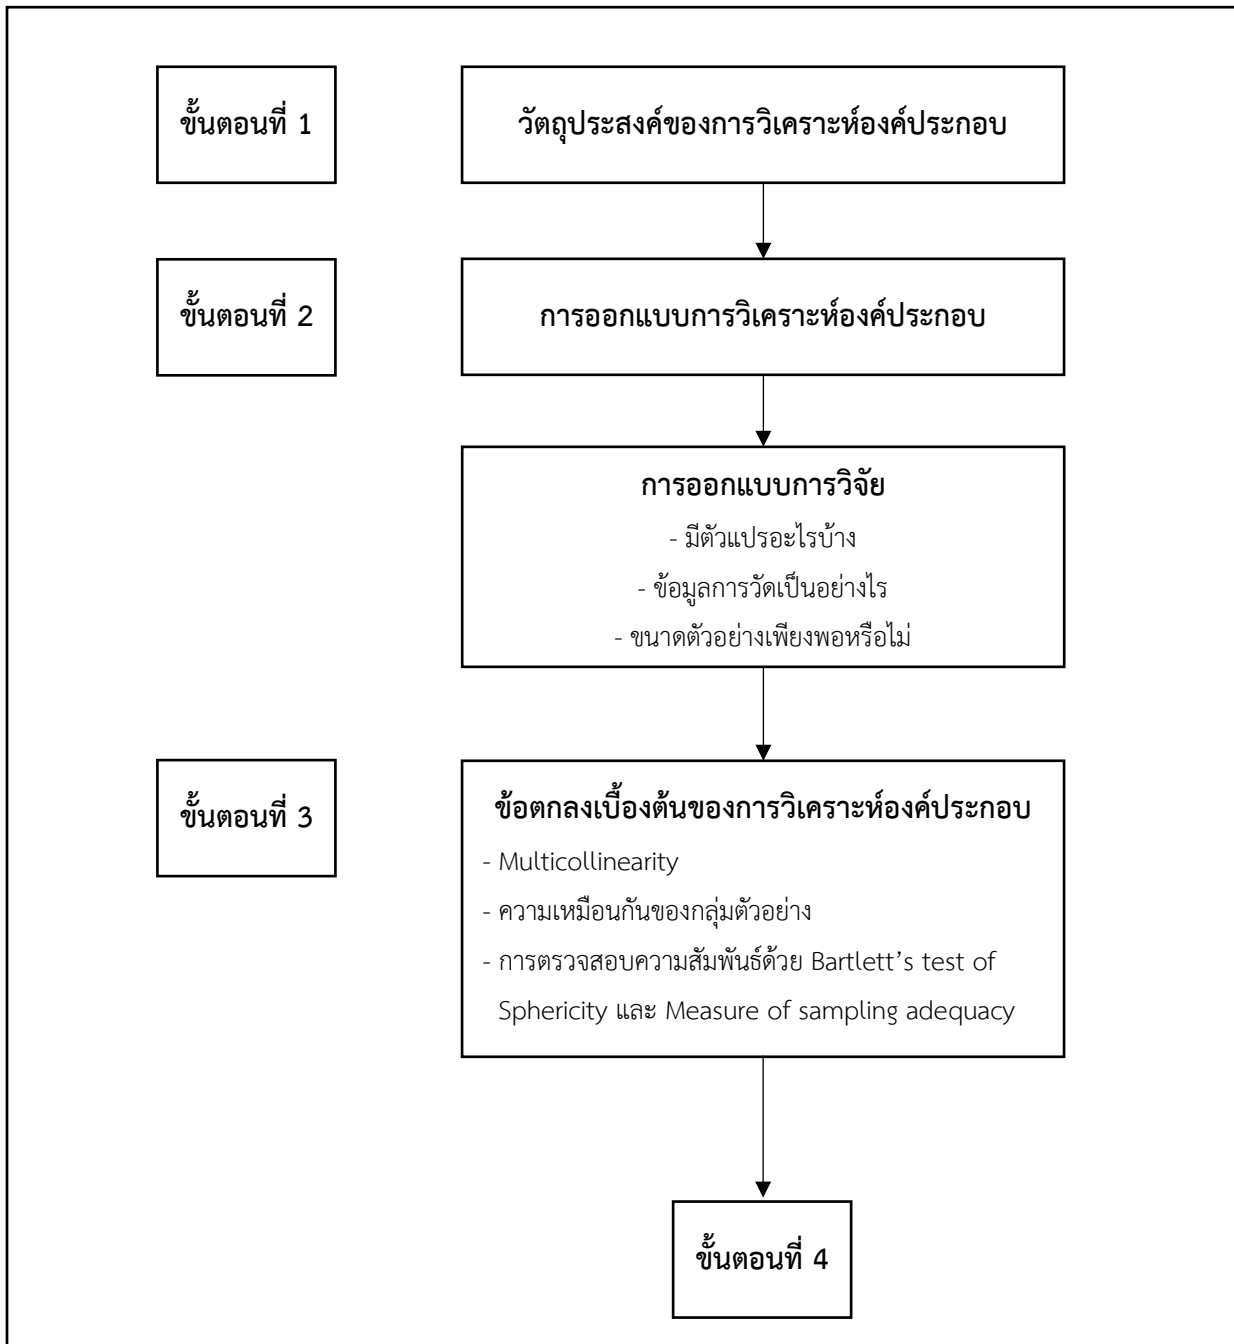 ขั้นตอนที่ 1
วัตถุประสงค์ของการวิเคราะห์องค์ประกอบ
ขั้นตอนที่ 2
การออกแบบการวิเคราะห์องค์ประกอบ
การออกแบบการวิจัย
- มีตัวแปรอะไรบ้าง
- ข้อมูลการวัดเป็นอย่างไร
- ขนาดตัวอย่างเพียงพอหรือไม่
ขั้นตอนที่ 3
ข้อตกลงเบื้องต้นของการวิเคราะห์องค์ประกอบ
- Multicollinearity
- ความเหมือนกันของกลุ่มตัวอย่าง
- การตรวจสอบความสัมพันธ์ด้วย Bartlett’s test of
Sphericity และ Measure of sampling adequacy
ขั้นตอนที่ 4